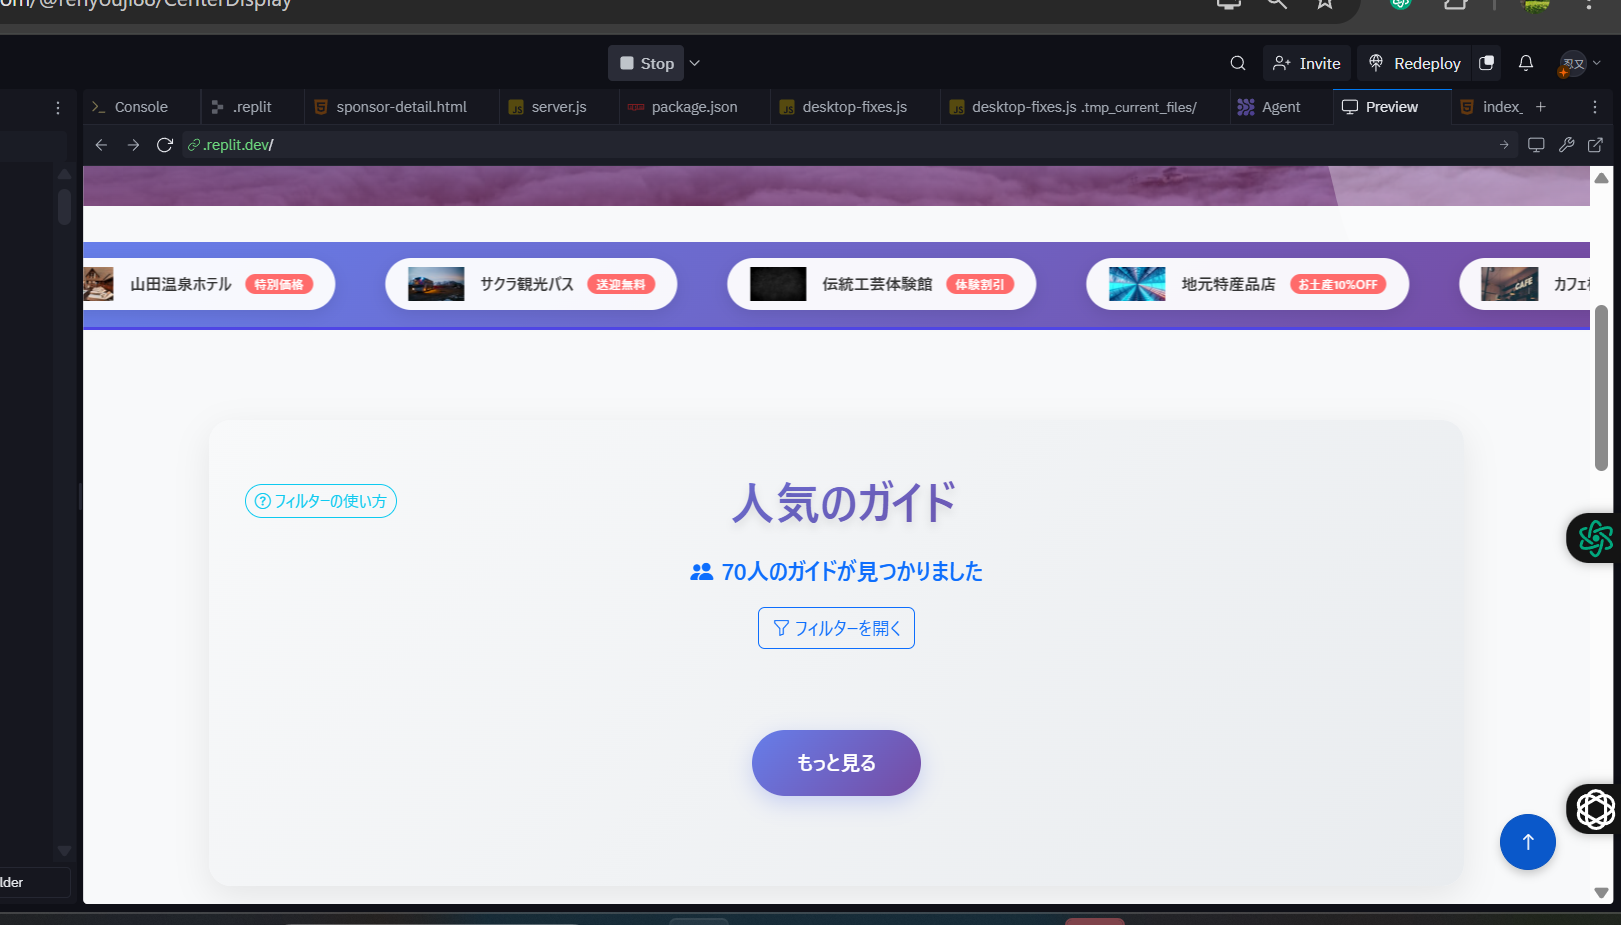 Stop
Invite
Redeploy
Console
.replit
sponsor-detail.html
server.js
package.json
desktop-fixes.js
desktop-fixes.js .tmp_current_files/
Agent
Preview
index_
.replit.dev/
山田温泉ホテル 特別価格
サクラ観光バス 送迎無料
伝統工芸体験館 体験割引
地元特産品店 お土産10%OFF
CAFE
カフェ
フィルターの使い方
人気のガイド
70人のガイドが見つかりました
フィルターを開く
もっと見る
lder